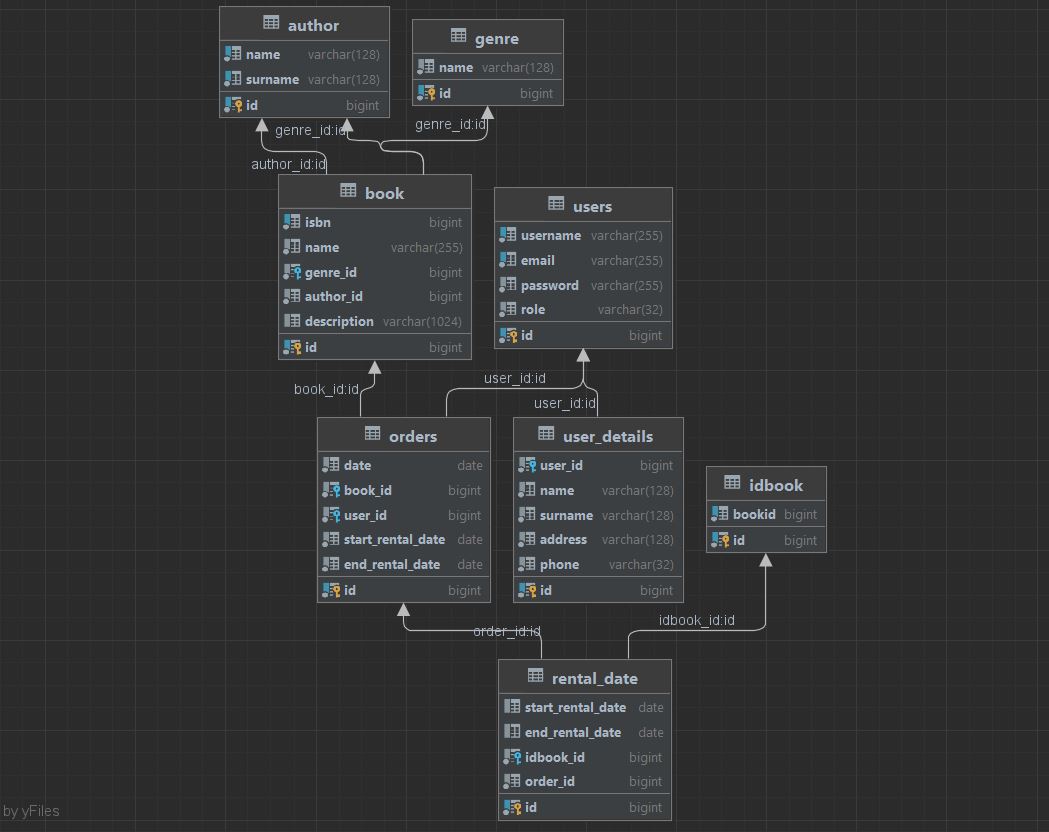 author
name varchar(128)
surname varchar(128)
id bigint
genre
name varchar(128)
id bigint
genre_id:id
genre_id:id
author_id:id
book
isbn bigint
name varchar(255)
genre_id bigint
author_id bigint
description varchar(1024)
id bigint
users
username varchar(255)
email varchar(255)
password varchar(255)
role varchar(32)
id bigint
book_id:id
user_id:id
user_id:id
orders
date date
book_id bigint
user_id bigint
start_rental_date date
end_rental_date date
id bigint
user_details
user_id bigint
name varchar(128)
surname varchar(128)
address varchar(128)
phone varchar(32)
id bigint
idbook
bookid bigint
id bigint
order_id:id
idbook_id:id
rental_date
start_rental_date date
end_rental_date date
idbook_id bigint
order_id bigint
id bigint
by yFiles